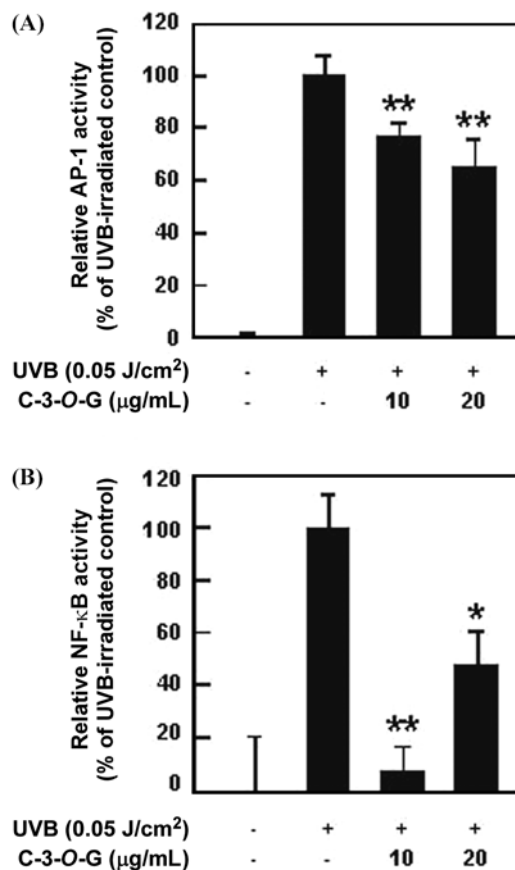 (A)
Relative AP-1 activity
(% of UVB-irradiated control)
120
100
80
60
40
20
0
** **
UVB (0.05 J/cm²) - + + +
C-3-O-G (μg/mL) - - 10 20
(B)
Relative NF-κB activity
(% of UVB-irradiated control)
120
100
80
60
40
20
0
** *
UVB (0.05 J/cm²) - + + +
C-3-O-G (μg/mL) - - 10 20